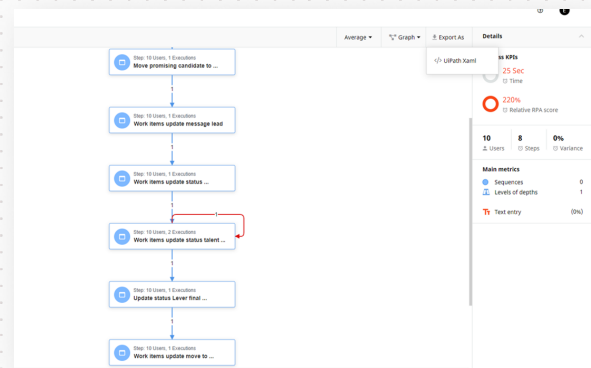 Average
Graph
Export As
Details
UiPath Xaml
ss KPIs
25 Sec
Time
220%
Relative RPA score
10
8
0%
Users
Steps
Variance
Main metrics
Sequences
0
Levels of depths
1
Text entry
(0%)
Step: 10 Users, 1 Executions
Move promising candidate to ...
1
Step: 10 Users, 1 Executions
Work items update message lead
1
Step: 10 Users, 1 Executions
Work items update status ...
1
1
Step: 10 Users, 2 Executions
Work items update status talent ...
1
Step: 10 Users, 1 Executions
Update status Lever final ...
1
Step: 10 Users, 1 Executions
Work items update move to ...